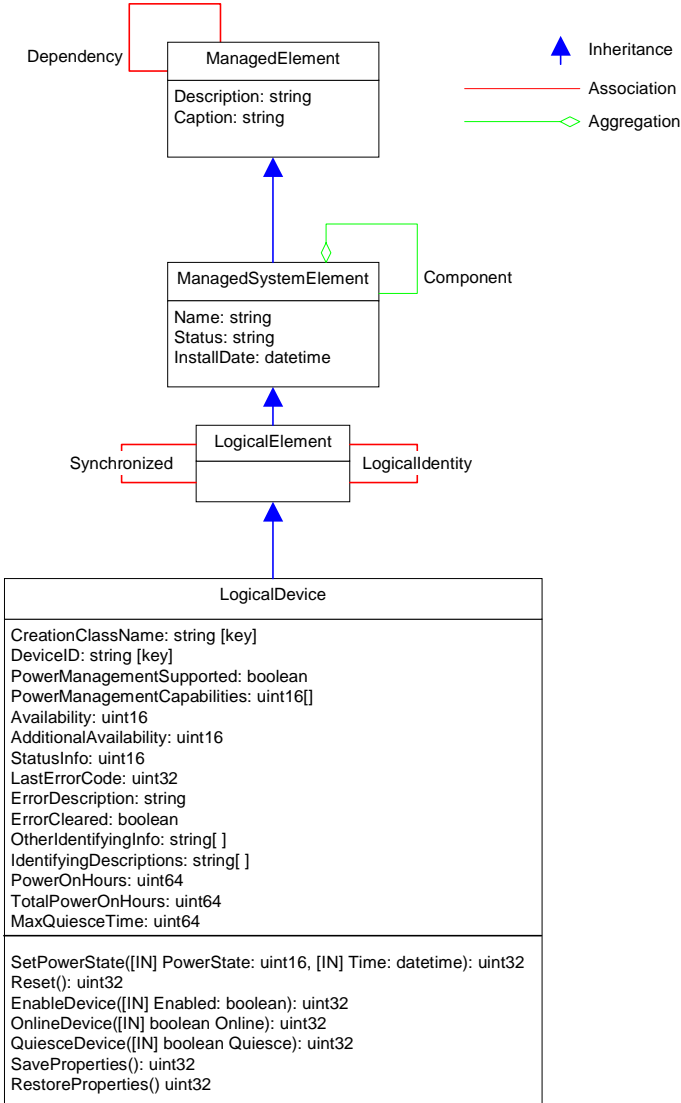 Dependency
ManagedElement
Description: string
Caption: string
Inheritance
Association
Aggregation
ManagedSystemElement
Name: string
Status: string
InstallDate: datetime
Component
LogicalElement
Synchronized
LogicalIdentity
LogicalDevice
CreationClassName: string [key]
DeviceID: string [key]
PowerManagementSupported: boolean
PowerManagementCapabilities: uint16[]
Availability: uint16
AdditionalAvailability: uint16
StatusInfo: uint16
LastErrorCode: uint32
ErrorDescription: string
ErrorCleared: boolean
OtherIdentifyingInfo: string[ ]
IdentifyingDescriptions: string[ ]
PowerOnHours: uint64
TotalPowerOnHours: uint64
MaxQuiesceTime: uint64
SetPowerState([IN] PowerState: uint16, [IN] Time: datetime): uint32
Reset(): uint32
EnableDevice([IN] Enabled: boolean): uint32
OnlineDevice([IN] boolean Online): uint32
QuiesceDevice([IN] boolean Quiesce): uint32
SaveProperties(): uint32
RestoreProperties() uint32